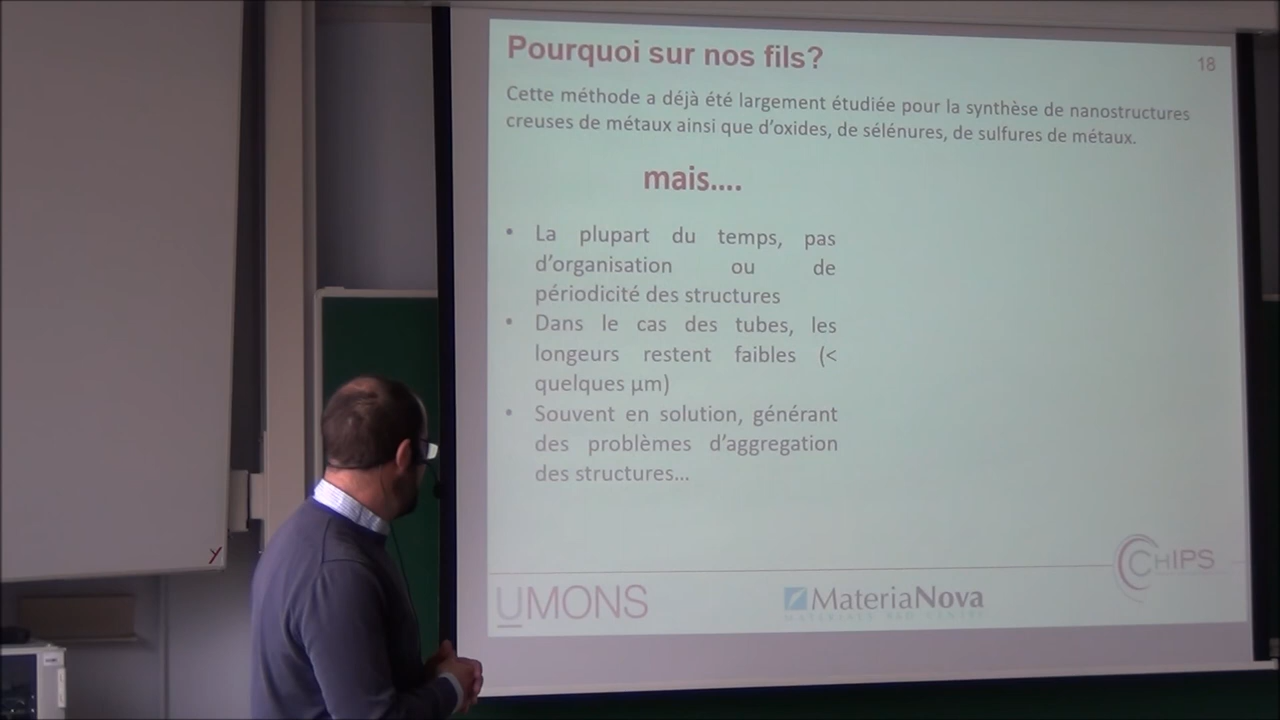 Pourquoi sur nos fils?
18
Cette méthode a déjà été largement étudiée pour la synthèse de nanostructures
creuses de métaux ainsi que d'oxides, de sélénures, de sulfures de métaux.
mais....
• La plupart du temps, pas
d'organisation ou de
périodicité des structures
• Dans le cas des tubes, les
longeurs restent faibles (<
quelques µm)
• Souvent en solution, générant
des problèmes d'aggregation
des structures...
CHIPS
UMONS
MateriaNova